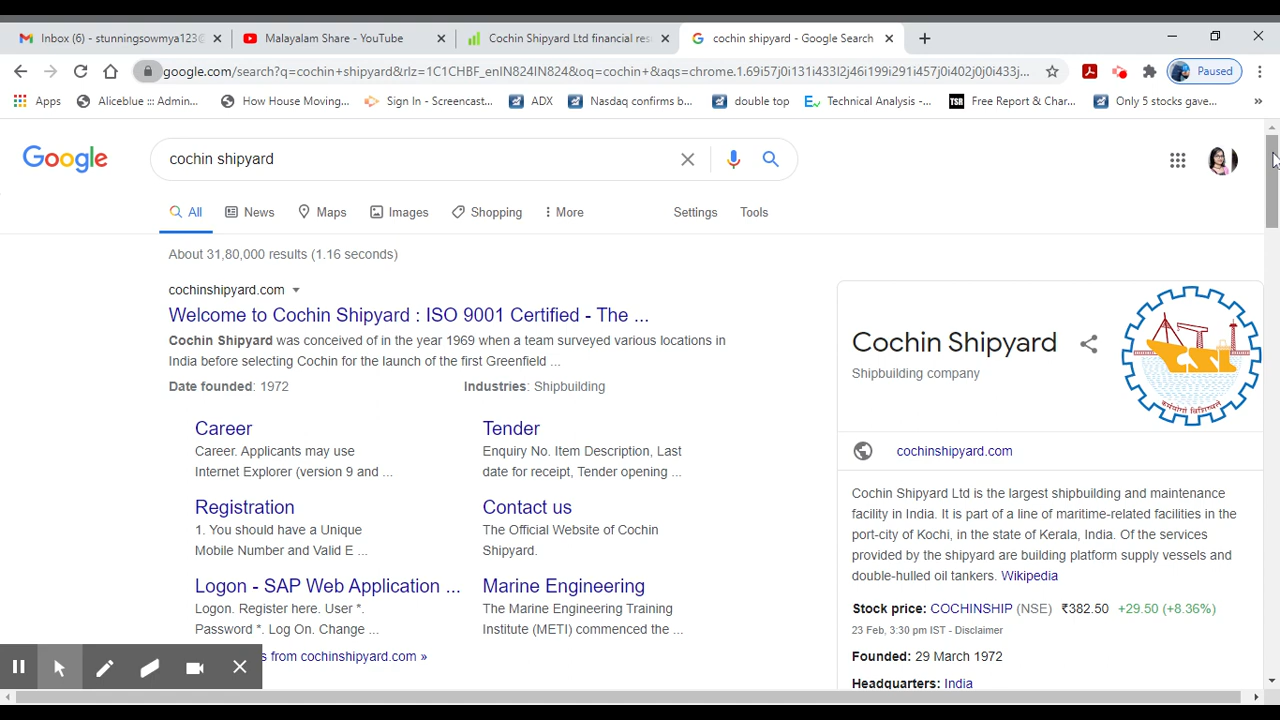 Inbox (6) - stunningsowmya123@
Malayalam Share - YouTube
Cochin Shipyard Ltd financial res
cochin shipyard - Google Search
google.com/search?q=cochin+shipyard&rlz=1C1CHBF_enIN824IN824&oq=cochin+&aqs=chrome.1.69i57j0i131i433l2j46i199i291i457j0i402j0j0i433j...
Paused
Apps
Aliceblue ::: Admin...
How House Moving...
Sign In - Screencast...
ADX
Nasdaq confirms b...
double top
Technical Analysis -...
TSR Free Report & Char...
Only 5 stocks gave...
»
Google
cochin shipyard
All
News
Maps
Images
Shopping
More
Settings
Tools
About 31,80,000 results (1.16 seconds)
cochinshipyard.com
Welcome to Cochin Shipyard : ISO 9001 Certified - The ...
Cochin Shipyard was conceived of in the year 1969 when a team surveyed various locations in
India before selecting Cochin for the launch of the first Greenfield ...
Date founded: 1972
Industries: Shipbuilding
Career
Career. Applicants may use
Internet Explorer (version 9 and ...
Tender
Enquiry No. Item Description, Last
date for receipt, Tender opening ...
Registration
1. You should have a Unique
Mobile Number and Valid E ...
Contact us
The Official Website of Cochin
Shipyard.
Logon - SAP Web Application ...
Logon. Register here. User *.
Password *. Log On. Change ...
Marine Engineering
The Marine Engineering Training
Institute (METI) commenced the ...
s from cochinshipyard.com »
Cochin Shipyard
Shipbuilding company
CSL
cochinshipyard.com
Cochin Shipyard Ltd is the largest shipbuilding and maintenance
facility in India. It is part of a line of maritime-related facilities in the
port-city of Kochi, in the state of Kerala, India. Of the services
provided by the shipyard are building platform supply vessels and
double-hulled oil tankers. Wikipedia
Stock price: COCHINSHIP (NSE) ₹382.50 +29.50 (+8.36%)
23 Feb, 3:30 pm IST - Disclaimer
Founded: 29 March 1972
Headquarters: India